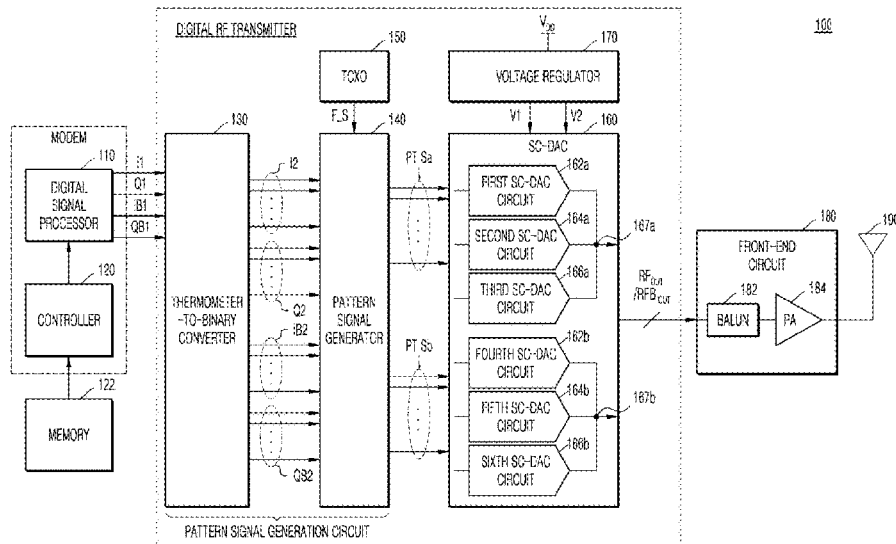 100
DIGITAL RF TRANSMITTER
150
TCXO
V_DD
170
VOLTAGE REGULATOR
F_S
V1
V2
MODEM
110
DIGITAL
SIGNAL
PROCESSOR
I1
Q1
IB1
QB1
120
CONTROLLER
122
MEMORY
130
THERMOMETER
-TO-BINARY
CONVERTER
I2
Q2
IB2
QB2
140
PATTERN
SIGNAL
GENERATOR
PT Sa
PT Sb
160
SC-DAC
162a
FIRST SC-DAC
CIRCUIT
164a
SECOND SC-DAC
CIRCUIT
166a
THIRD SC-DAC
CIRCUIT
167a
162b
FOURTH SC-DAC
CIRCUIT
164b
FIFTH SC-DAC
CIRCUIT
166b
SIXTH SC-DAC
CIRCUIT
167b
RF_out
/RFB_out
180
FRONT-END
CIRCUIT
182
BALUN
184
PA
190
PATTERN SIGNAL GENERATION CIRCUIT